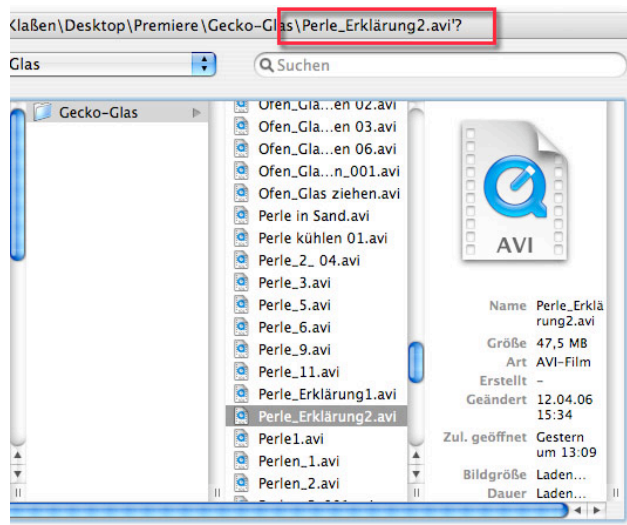 Klaßen\Desktop\Premiere\Gecko-Glas\Perle_Erklärung2.avi'?
Glas
Suchen
Gecko-Glas
Ofen_Gla...en 02.avi
Ofen_Gla...en 03.avi
Ofen_Gla...en 06.avi
Ofen_Gla...n_001.avi
Ofen_Glas ziehen.avi
Perle in Sand.avi
Perle kühlen 01.avi
Perle_2_ 04.avi
Perle_3.avi
Perle_5.avi
Perle_6.avi
Perle_9.avi
Perle_11.avi
Perle_Erklärung1.avi
Perle_Erklärung2.avi
Perle1.avi
Perlen_1.avi
Perlen_2.avi
AVI
Name Perle_Erklä
rung2.avi
Größe 47,5 MB
Art AVI-Film
Erstellt –
Geändert 12.04.06
15:34
Zul. geöffnet Gestern
um 13:09
Bildgröße Laden...
Dauer Laden...